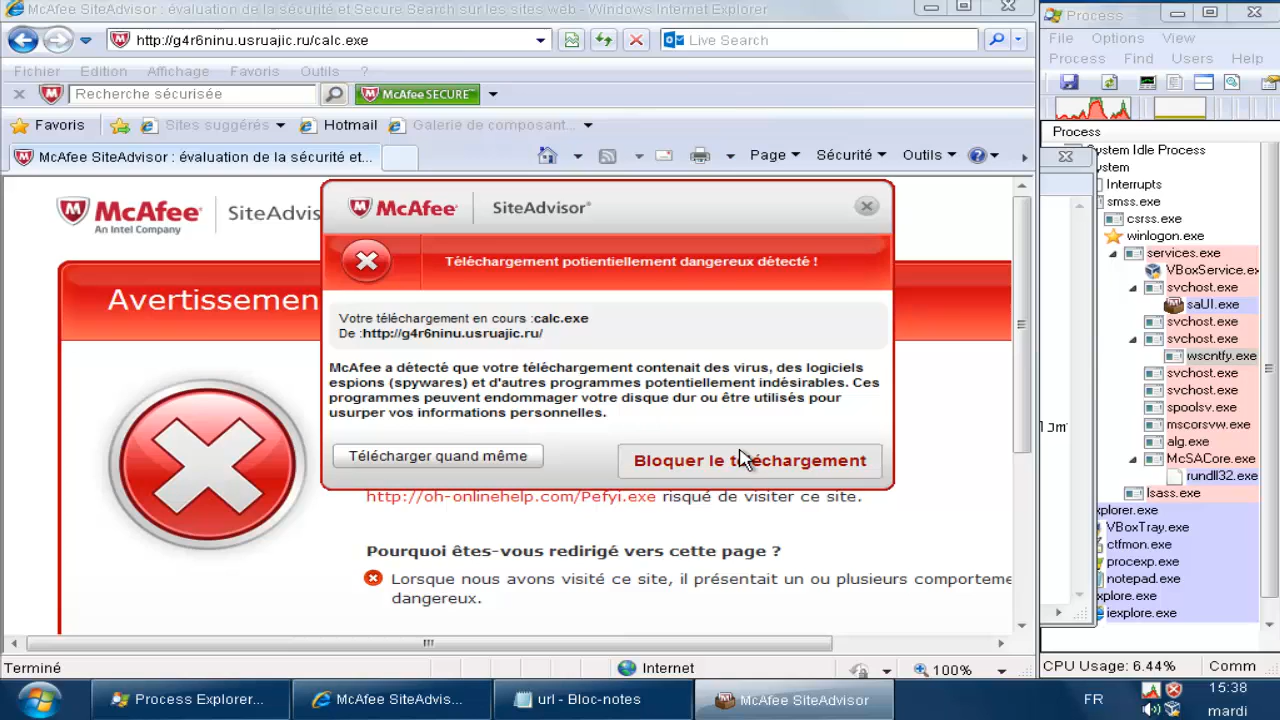 McAfee SiteAdvisor : évaluation de la sécurité et Secure Search sur les sites web - Windows Internet Explorer
http://g4r6ninu.usruajic.ru/calc.exe
Live Search
Fichier Edition Affichage Favoris Outils ?
Recherche sécurisée
McAfee SECURE™
Favoris
Sites suggérés
Hotmail
Galerie de composant...
McAfee SiteAdvisor : évaluation de la sécurité et...
Page Sécurité Outils
McAfee
An Intel Company
SiteAdvis
Avertissemen
McAfee SiteAdvisor®
Téléchargement potientiellement dangereux détecté !
Votre téléchargement en cours :calc.exe
De :http://g4r6ninu.usruajic.ru/
McAfee a détecté que votre téléchargement contenait des virus, des logiciels
espions (spywares) et d'autres programmes potentiellement indésirables. Ces
programmes peuvent endommager votre disque dur ou être utilisés pour
usurper vos informations personnelles.
Télécharger quand même
Bloquer le téléchargement
http://oh-onlinehelp.com/Pefyi.exe risqué de visiter ce site.
Pourquoi êtes-vous redirigé vers cette page ?
Lorsque nous avons visité ce site, il présentait un ou plusieurs comporteme
dangereux.
Terminé
Internet
100%
Process
File Options View
Process Find Users Help
Process
System Idle Process
ystem
Interrupts
smss.exe
csrss.exe
winlogon.exe
services.exe
VBoxService.ex
svchost.exe
saUI.exe
svchost.exe
svchost.exe
wscntfy.exe
svchost.exe
svchost.exe
spoolsv.exe
mscorsvw.exe
alg.exe
McSACore.exe
rundll32.exe
lsass.exe
xplorer.exe
VBoxTray.exe
ctfmon.exe
procexp.exe
notepad.exe
xplore.exe
iexplore.exe
CPU Usage: 6.44% Comm
Process Explorer...
McAfee SiteAdvis...
url - Bloc-notes
McAfee SiteAdvisor
FR
15:38
mardi